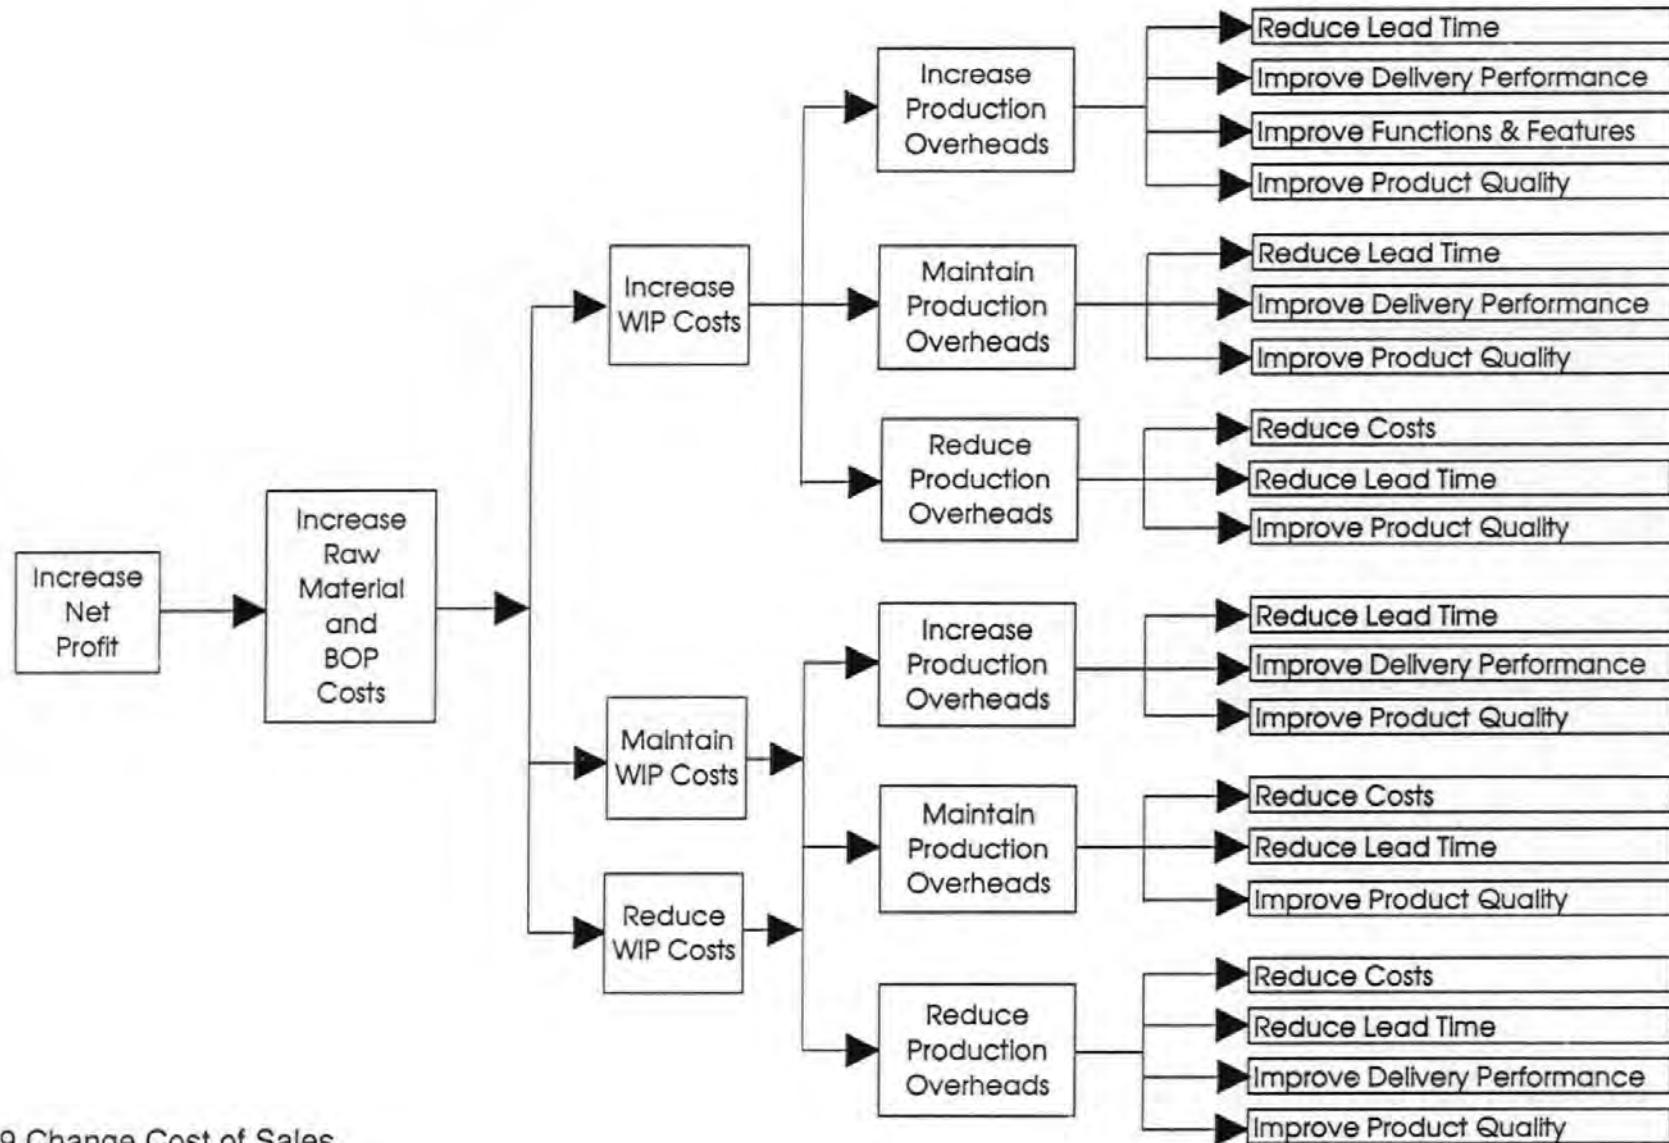 Increase
Net
Profit
Increase
Raw
Material
and
BOP
Costs
Increase
WIP Costs
Maintain
WIP Costs
Reduce
WIP Costs
Increase
Production
Overheads
Reduce Lead Time
Improve Delivery Performance
Improve Functions & Features
Improve Product Quality
Maintain
Production
Overheads
Reduce Lead Time
Improve Delivery Performance
Improve Product Quality
Reduce
Production
Overheads
Reduce Costs
Reduce Lead Time
Improve Product Quality
Increase
Production
Overheads
Reduce Lead Time
Improve Delivery Performance
Improve Product Quality
Maintain
Production
Overheads
Reduce Costs
Reduce Lead Time
Improve Product Quality
Reduce
Production
Overheads
Reduce Costs
Reduce Lead Time
Improve Delivery Performance
Improve Product Quality
9 Change Cost of Sales